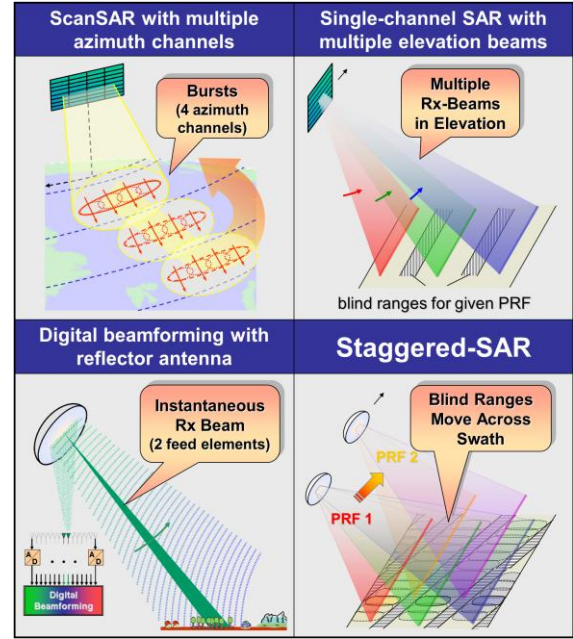 ScanSAR with multiple
azimuth channels
Bursts
(4 azimuth
channels)
Single-channel SAR with
multiple elevation beams
Multiple
Rx-Beams
in Elevation
blind ranges for given PRF
Digital beamforming with
reflector antenna
Instantaneous
Rx Beam
(2 feed elements)
A
D
. . .
A
D
Digital
Beamforming
Staggered-SAR
Blind Ranges
Move Across
Swath
PRF 2
PRF 1